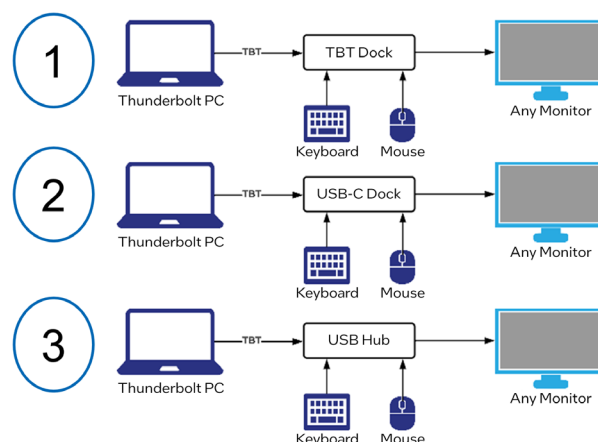 1
TBT
TBT Dock
Thunderbolt PC
Any Monitor
Keyboard
Mouse
2
TBT
USB-C Dock
Thunderbolt PC
Any Monitor
Keyboard
Mouse
3
TBT
USB Hub
Thunderbolt PC
Any Monitor
Keyboard
Mouse